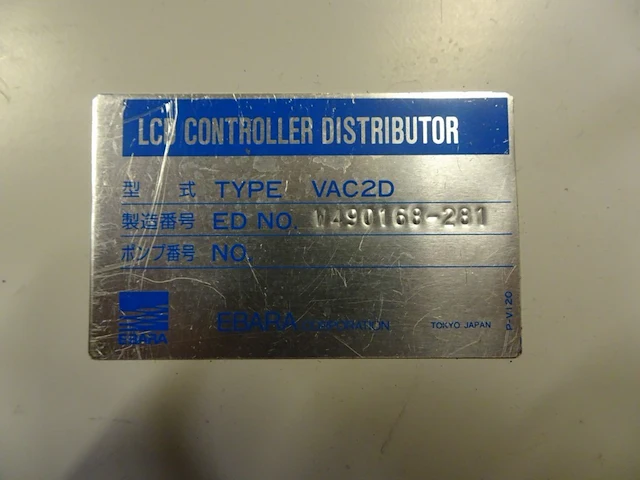 LCD CONTROLLER DISTRIBUTOR
型 式 TYPE VAC2D
製造番号 ED NO. W490168-281
ポンプ番号 NO.
EBARA
EBARA CORPORATION TOKYO JAPAN
P-V120